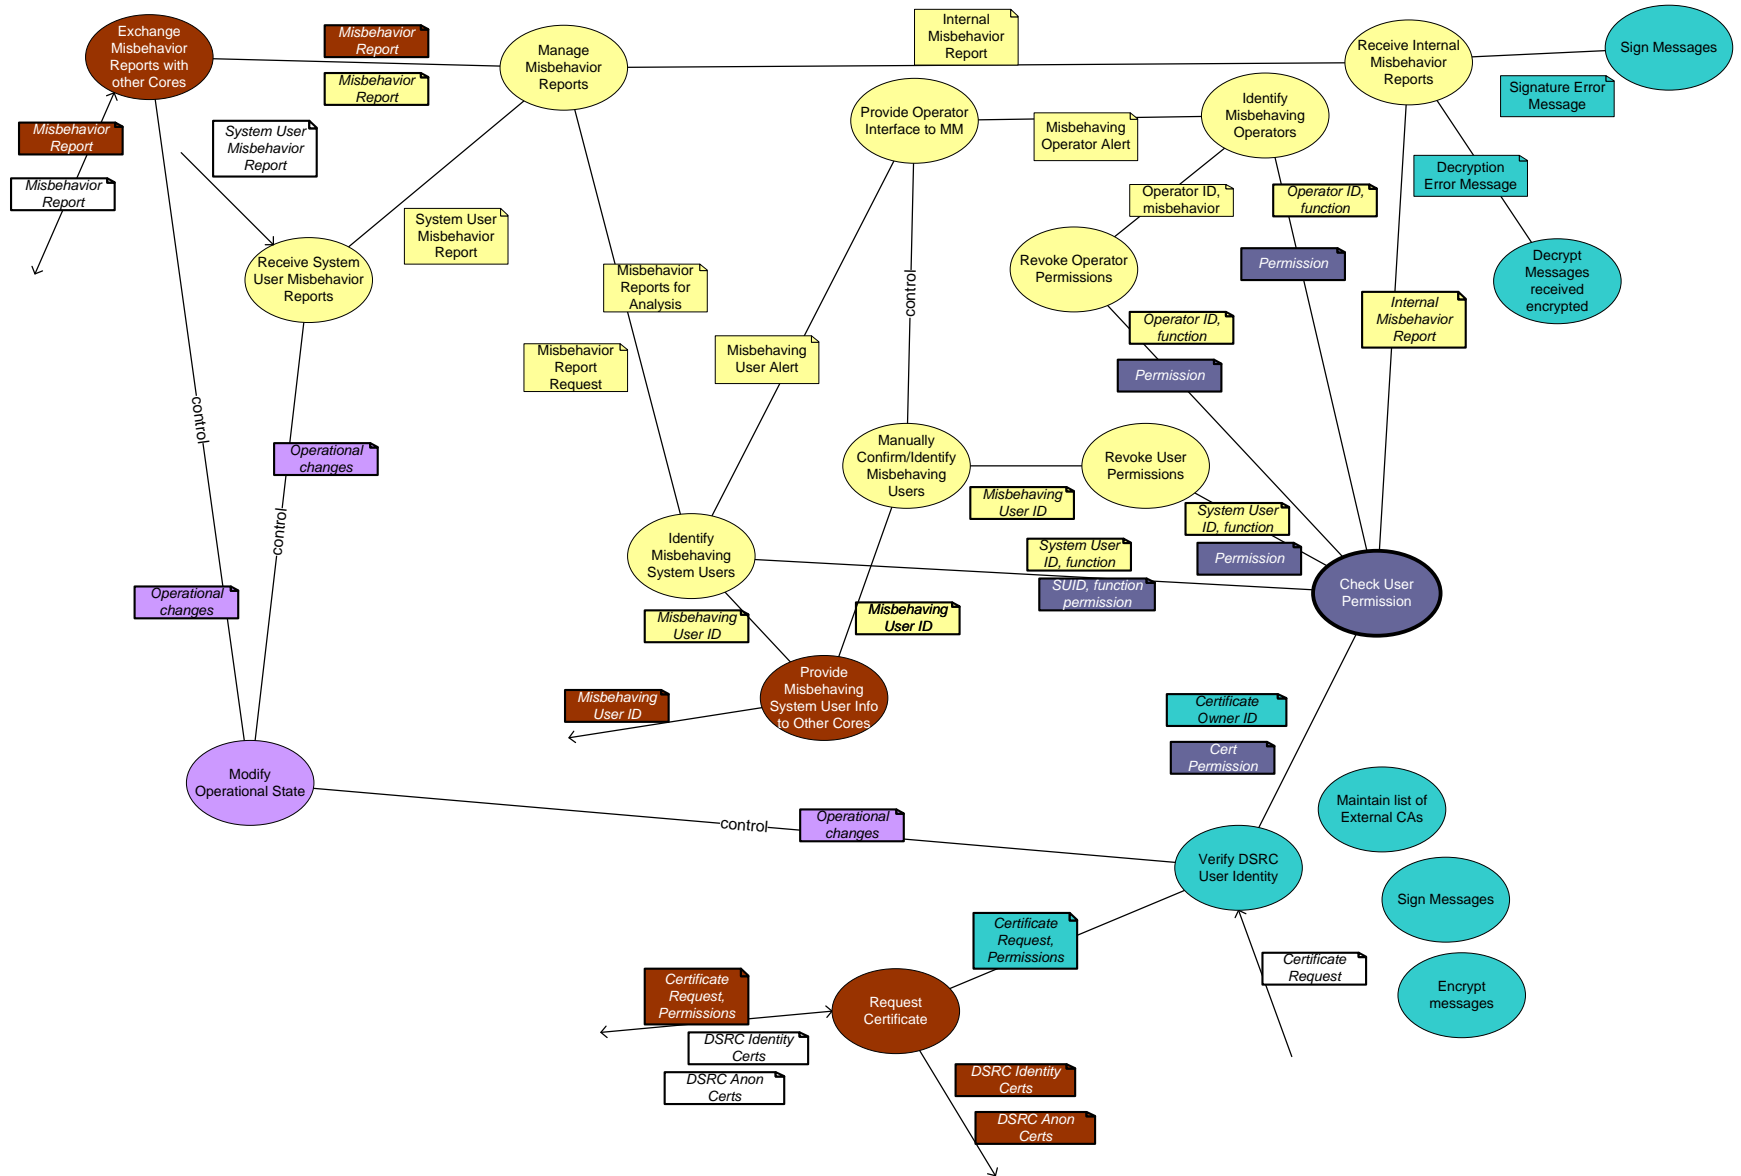 Exchange
Misbehavior
Reports with
other Cores
Misbehavior
Report
Misbehavior
Report
Manage
Misbehavior
Reports
Internal
Misbehavior
Report
Receive Internal
Misbehavior
Reports
Sign Messages
Signature Error
Message
Misbehavior
Report
System User
Misbehavior
Report
Misbehavior
Report
Provide Operator
Interface to MM
Misbehaving
Operator Alert
Identify
Misbehaving
Operators
Decryption
Error Message
Operator ID,
misbehavior
Operator ID,
function
System User
Misbehavior
Report
Receive System
User Misbehavior
Reports
Misbehavior
Reports for
Analysis
control
Revoke Operator
Permissions
Permission
Decrypt
Messages
received
encrypted
Internal
Misbehavior
Report
Operator ID,
function
Permission
Misbehavior
Report
Request
Misbehaving
User Alert
control
Operational
changes
control
Manually
Confirm/Identify
Misbehaving
Users
Misbehaving
User ID
Revoke User
Permissions
System User
ID, function
Permission
Identify
Misbehaving
System Users
System User
ID, function
SUID, function
permission
Check User
Permission
Operational
changes
Misbehaving
User ID
Misbehaving
User ID
Provide
Misbehaving
System User Info
to Other Cores
Misbehaving
User ID
Certificate
Owner ID
Cert
Permission
Modify
Operational State
control
Operational
changes
Maintain list of
External CAs
Verify DSRC
User Identity
Sign Messages
Certificate
Request,
Permissions
Certificate
Request
Encrypt
messages
Certificate
Request,
Permissions
Request
Certificate
DSRC Identity
Certs
DSRC Anon
Certs
DSRC Identity
Certs
DSRC Anon
Certs